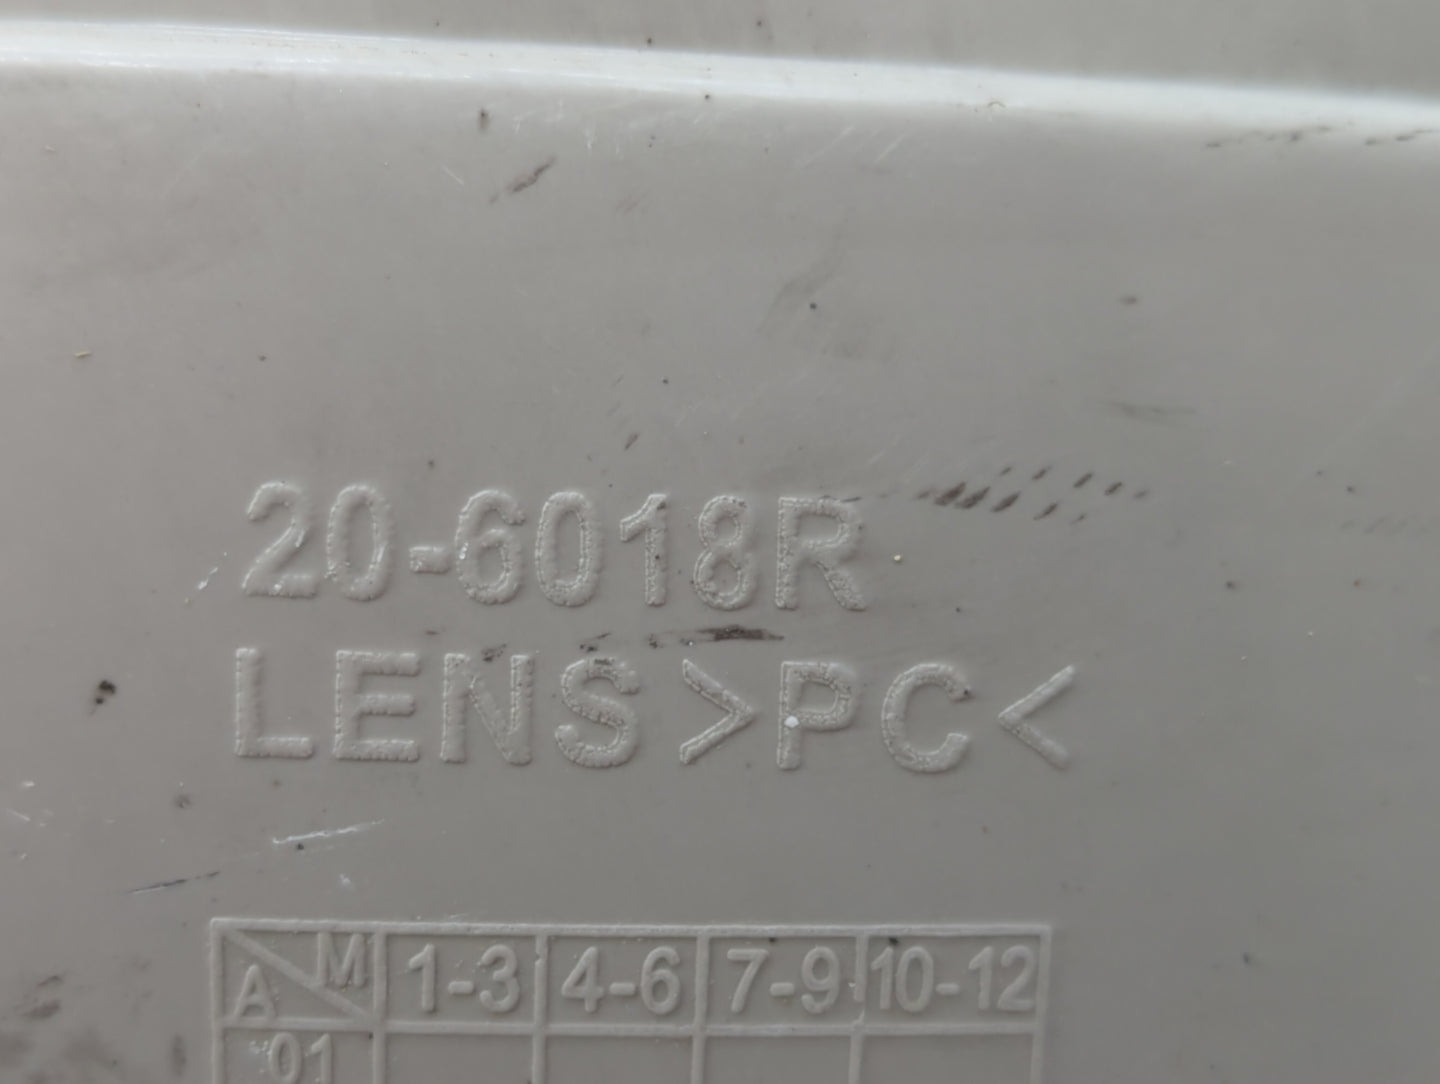 20-6018R
LENS>PC<
M 1-3 4-6 7-9 10-12
A
01